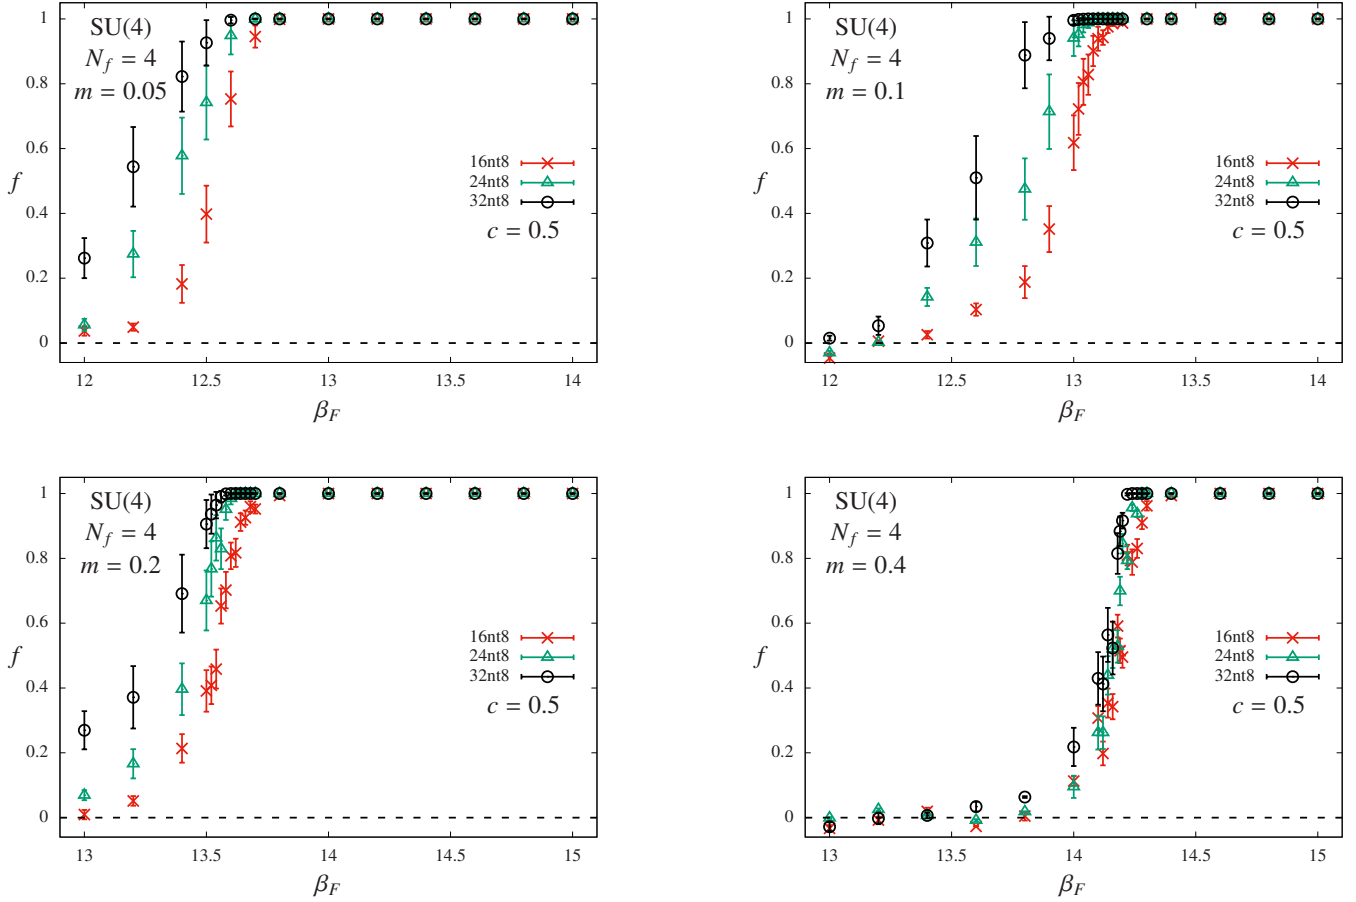 SU(4)
N_f = 4
m = 0.05
16nt8
24nt8
32nt8
c = 0.5
f
1
0.8
0.6
0.4
0.2
0
12
12.5
13
13.5
14
β_F
SU(4)
N_f = 4
m = 0.1
16nt8
24nt8
32nt8
c = 0.5
f
1
0.8
0.6
0.4
0.2
0
12
12.5
13
13.5
14
β_F
SU(4)
N_f = 4
m = 0.2
16nt8
24nt8
32nt8
c = 0.5
f
1
0.8
0.6
0.4
0.2
0
13
13.5
14
14.5
15
β_F
SU(4)
N_f = 4
m = 0.4
16nt8
24nt8
32nt8
c = 0.5
f
1
0.8
0.6
0.4
0.2
0
13
13.5
14
14.5
15
β_F